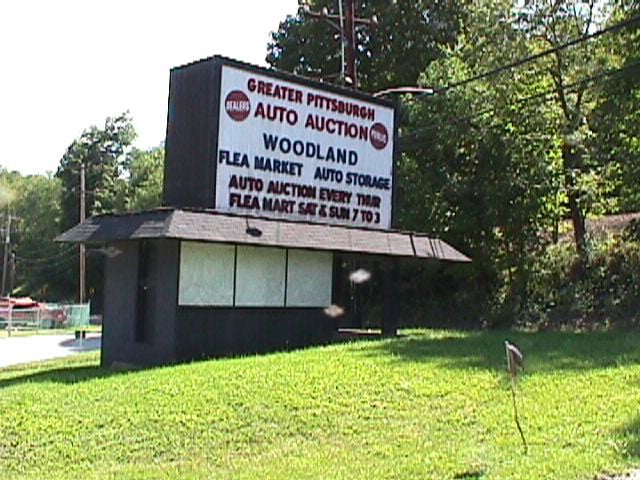 GREATER PITTSBURGH
DEALERS AUTO AUCTION PUBLIC
WOODLAND
FLEA MARKET AUTO STORAGE
AUTO AUCTION EVERY THUR
FLEA MART SAT & SUN 7 TO 3